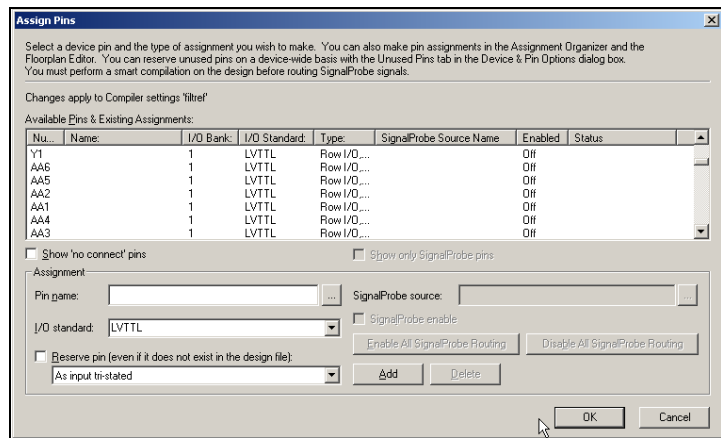 Assign Pins
Select a device pin and the type of assignment you wish to make. You can also make pin assignments in the Assignment Organizer and the
Floorplan Editor. You can reserve unused pins on a device-wide basis with the Unused Pins tab in the Device & Pin Options dialog box.
You must perform a smart compilation on the design before routing SignalProbe signals.
Changes apply to Compiler settings 'filtref'
Available Pins & Existing Assignments:
Nu... Name: I/O Bank: I/O Standard: Type: SignalProbe Source Name Enabled Status
Y1 1 LVTTL Row I/O,... Off
AA6 1 LVTTL Row I/O,... Off
AA5 1 LVTTL Row I/O,... Off
AA2 1 LVTTL Row I/O,... Off
AA1 1 LVTTL Row I/O,... Off
AA4 1 LVTTL Row I/O,... Off
AA3 1 LVTTL Row I/O,... Off
Show 'no connect' pins Show only SignalProbe pins
Assignment
Pin name: ... SignalProbe source: ...
I/O standard: LVTTL SignalProbe enable
Enable All SignalProbe Routing Disable All SignalProbe Routing
Reserve pin (even if it does not exist in the design file):
As input tri-stated Add Delete
OK Cancel